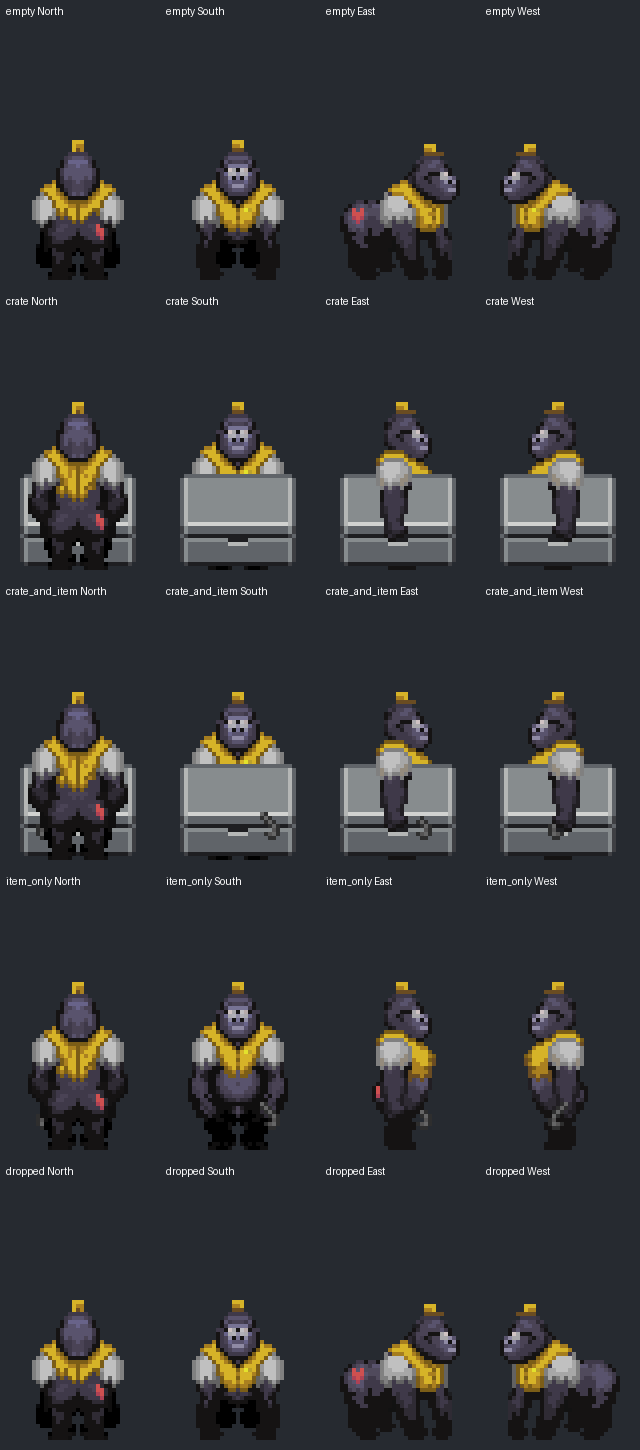 empty North empty South empty East empty West
crate North crate South crate East crate West
crate_and_item North crate_and_item South crate_and_item East crate_and_item West
item_only North item_only South item_only East item_only West
dropped North dropped South dropped East dropped West